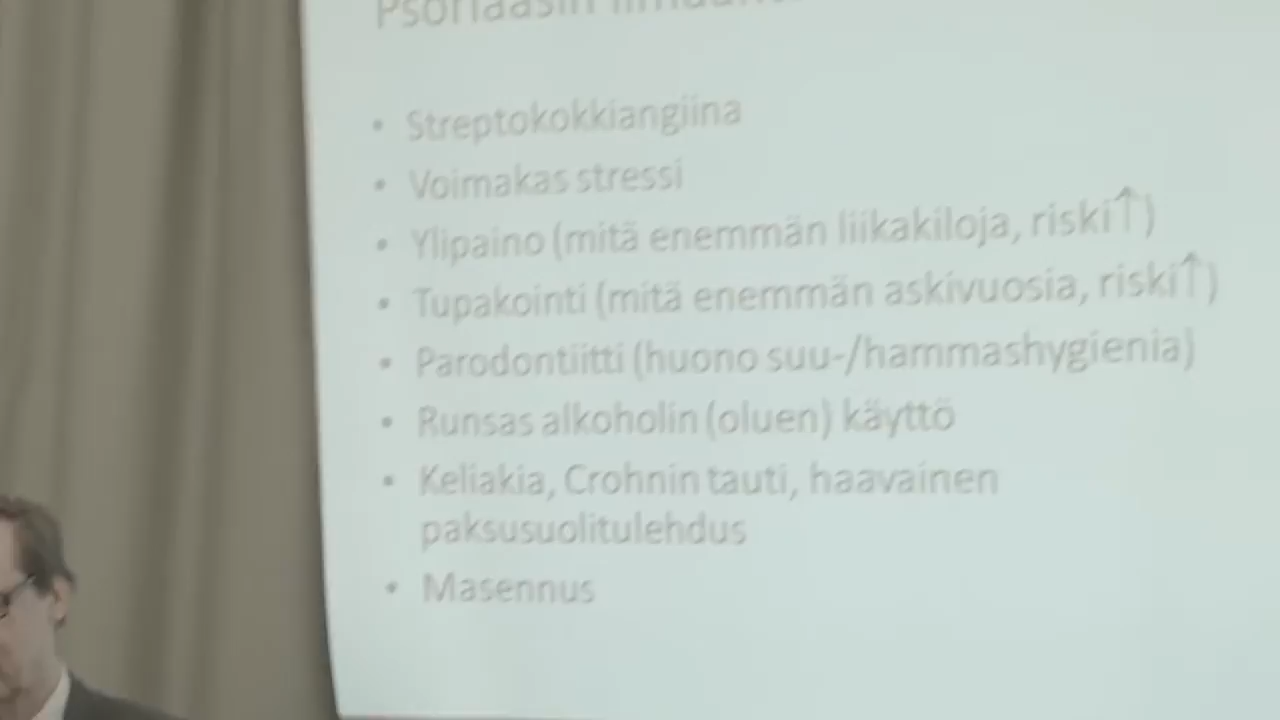 Psoriaasin
• Streptokokkiangiina
• Voimakas stressi
• Ylipaino (mitä enemmän liikakiloja, riski↑)
• Tupakointi (mitä enemmän askivuosia, riski↑)
• Parodontiitti (huono suu-/hammashygienia)
• Runsas alkoholin (oluen) käyttö
• Keliakia, Crohnin tauti, haavainen
paksusuolitulehdus
• Masennus